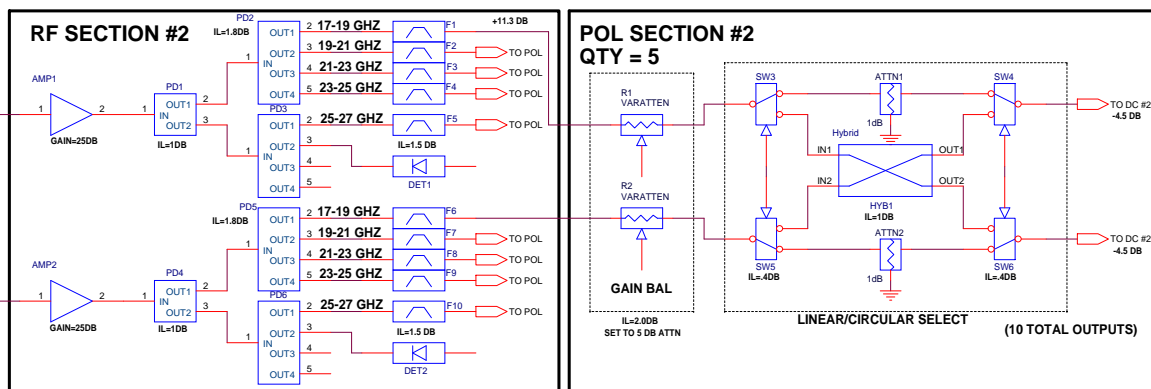 RF SECTION #2
PD2
IL=1.8DB
OUT1
OUT2
IN
OUT3
OUT4
1
2
3
4
5
17-19 GHZ
19-21 GHZ
21-23 GHZ
23-25 GHZ
F1
F2
F3
F4
+11.3 DB
TO POL
TO POL
TO POL
AMP1
1
2
GAIN=25DB
PD1
1
OUT1
IN
OUT2
2
3
IL=1DB
PD3
OUT1
OUT2
IN
OUT3
OUT4
1
2
3
4
5
25-27 GHZ
F5
TO POL
IL=1.5 DB
DET1
PD5
IL=1.8DB
OUT1
OUT2
IN
OUT3
OUT4
1
2
3
4
5
17-19 GHZ
19-21 GHZ
21-23 GHZ
23-25 GHZ
F6
F7
F8
F9
TO POL
TO POL
TO POL
AMP2
1
2
GAIN=25DB
PD4
1
OUT1
IN
OUT2
2
3
IL=1DB
PD6
OUT1
OUT2
IN
OUT3
OUT4
1
2
3
4
5
25-27 GHZ
F10
TO POL
IL=1.5 DB
DET2
POL SECTION #2
QTY = 5
R1
VARATTEN
R2
VARATTEN
GAIN BAL
IL=2.0DB
SET TO 5 DB ATTN
SW3
ATTN1
1dB
SW4
Hybrid
IN1
OUT1
IN2
OUT2
HYB1
IL=1DB
ATTN2
1dB
SW5
IL=.4DB
SW6
IL=.4DB
TO DC #2
-4.5 DB
TO DC #2
-4.5 DB
LINEAR/CIRCULAR SELECT
(10 TOTAL OUTPUTS)